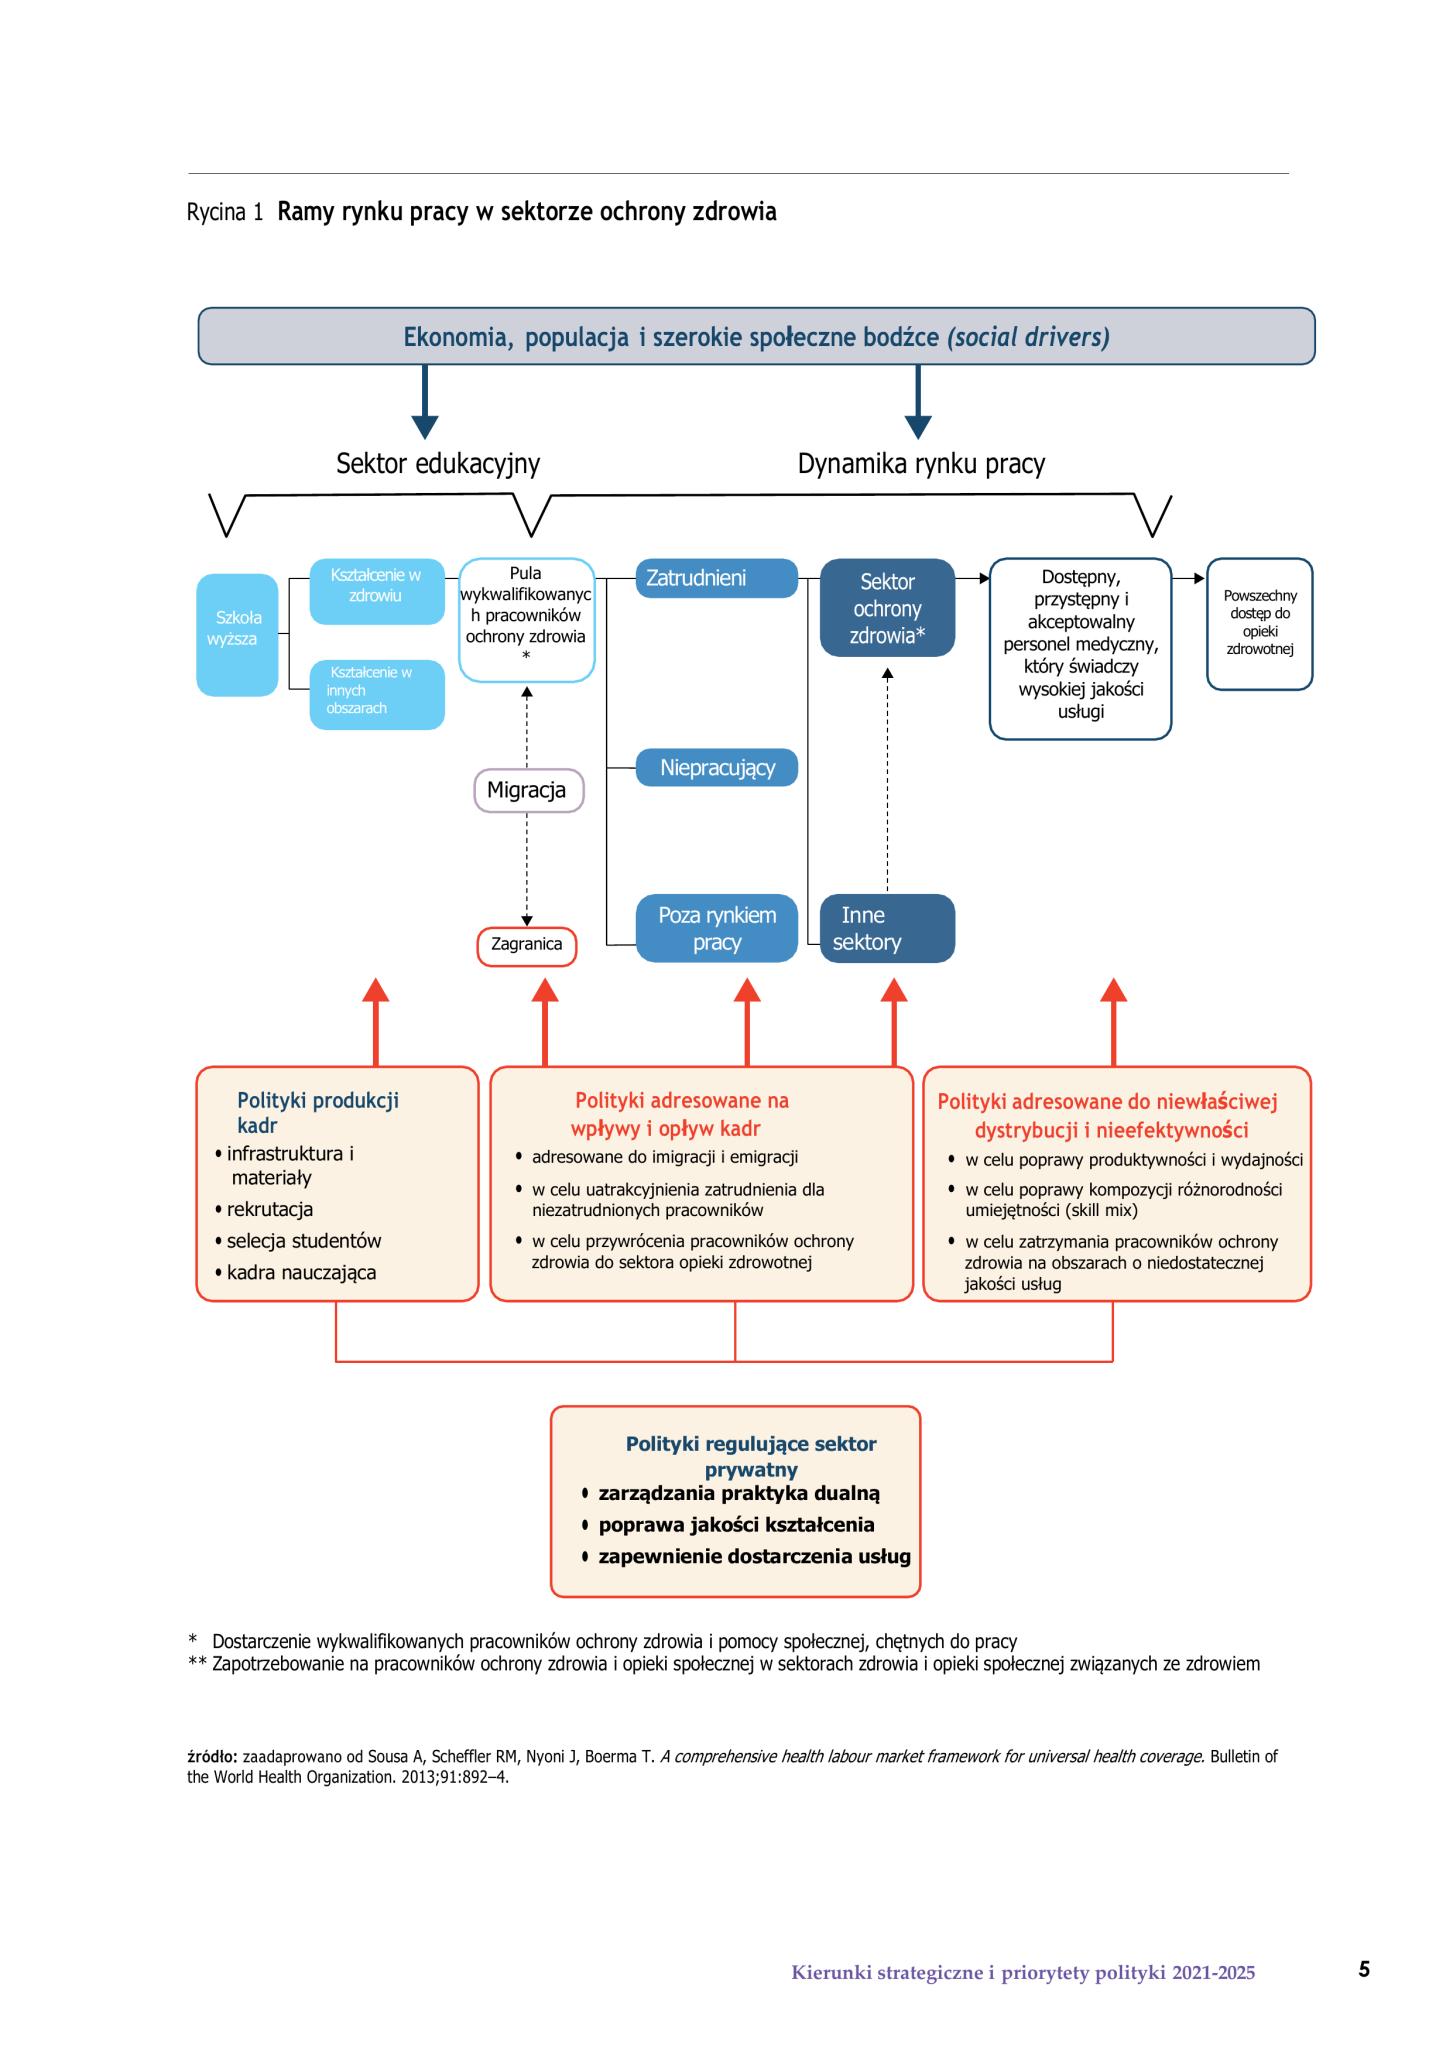 Rycina 1 Ramy rynku pracy w sektorze ochrony zdrowia
Ekonomia, populacja i szerokie społeczne bodźce (social drivers)
Sektor edukacyjny
Dynamika rynku pracy
Szkoła
wyższa
Kształcenie w
zdrowiu
Kształcenie w
innych
obszarach
Pula
wykwalifikowanyc
h pracowników
ochrony zdrowia
*
Migracja
Zagranica
Zatrudnieni
Niepracujący
Poza rynkiem
pracy
Sektor
ochrony
zdrowia*
Inne
sektory
Dostępny,
przystępny i
akceptowalny
personel medyczny,
który świadczy
wysokiej jakości
usługi
Powszechny
dostęp do
opieki
zdrowotnej
Polityki produkcji
kadr
• infrastruktura i
materiały
• rekrutacja
• selecja studentów
• kadra nauczająca
Polityki adresowane na
wpływy i opływ kadr
• adresowane do imigracji i emigracji
• w celu uatrakcyjnienia zatrudnienia dla
niezatrudnionych pracowników
• w celu przywrócenia pracowników ochrony
zdrowia do sektora opieki zdrowotnej
Polityki adresowane do niewłaściwej
dystrybucji i nieefektywności
• w celu poprawy produktywności i wydajności
• w celu poprawy kompozycji różnorodności
umiejętności (skill mix)
• w celu zatrzymania pracowników ochrony
zdrowia na obszarach o niedostatecznej
jakości usług
Polityki regulujące sektor
prywatny
• zarządzania praktyka dualną
• poprawa jakości kształcenia
• zapewnienie dostarczenia usług
* Dostarczenie wykwalifikowanych pracowników ochrony zdrowia i pomocy społecznej, chętnych do pracy
** Zapotrzebowanie na pracowników ochrony zdrowia i opieki społecznej w sektorach zdrowia i opieki społecznej związanych ze zdrowiem
źródło: zaadaprowano od Sousa A, Scheffler RM, Nyoni J, Boerma T. A comprehensive health labour market framework for universal health coverage. Bulletin of
the World Health Organization. 2013;91:892–4.
Kierunki strategiczne i priorytety polityki 2021-2025 5